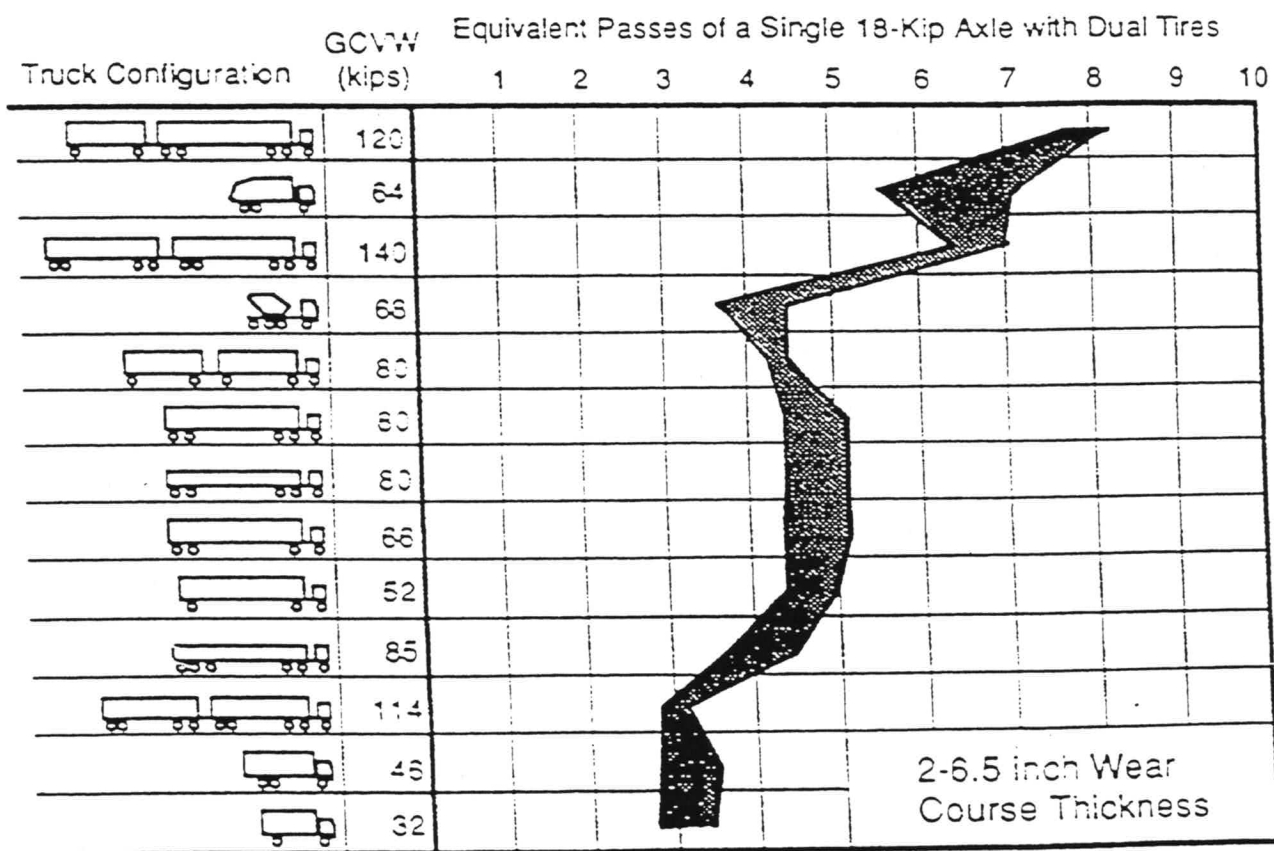 Equivalent Passes of a Single 18-Kip Axle with Dual Tires
GCVW
Truck Configuration (kips) 1 2 3 4 5 6 7 8 9 10
120
64
140
68
80
80
80
66
52
85
114
46
32
2-6.5 inch Wear
Course Thickness